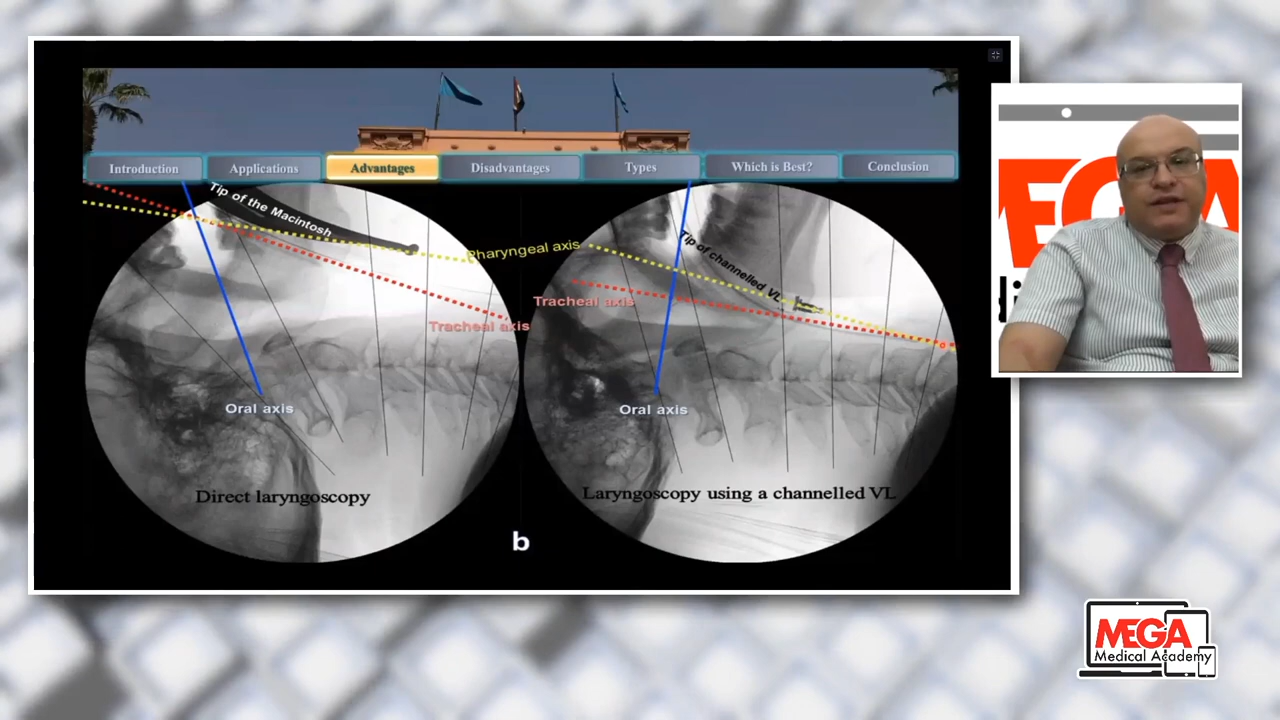 Introduction
Applications
Advantages
Disadvantages
Types
Which is Best?
Conclusion
Tip of the Macintosh
Pharyngeal axis
Tracheal axis
Oral axis
Direct laryngoscopy
Tip of channelled VL
Tracheal axis
Oral axis
Laryngoscopy using a channelled VL
b
MEGA
Medical Academy